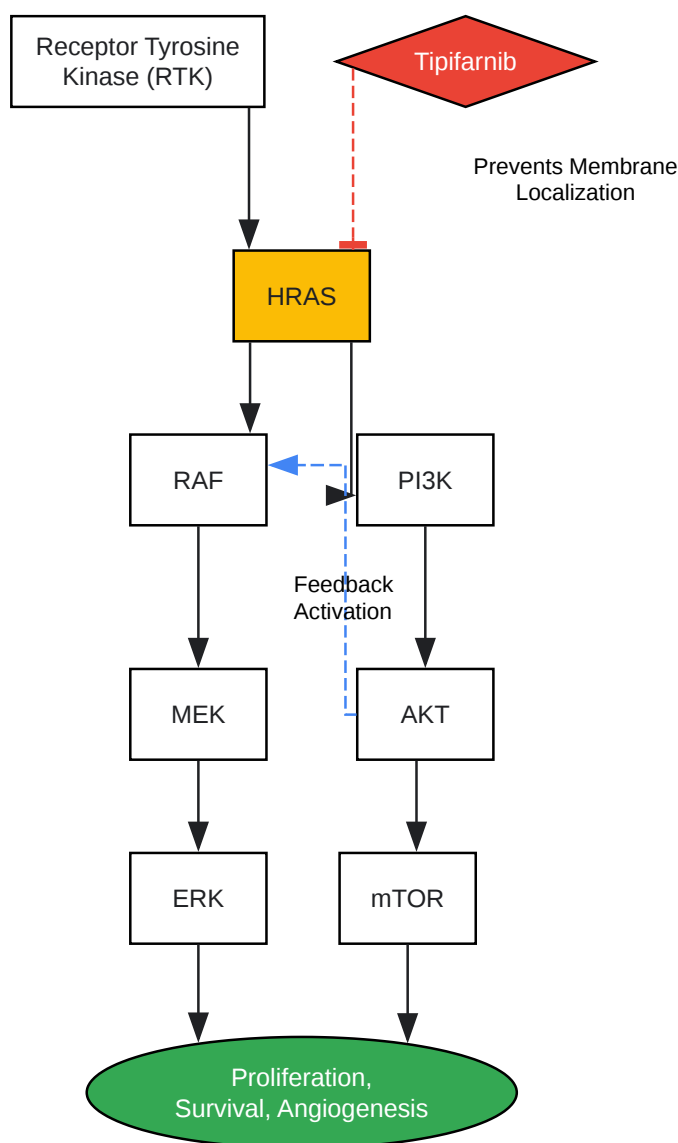 Receptor Tyrosine
Kinase (RTK)
Tipifarnib
Prevents Membrane
Localization
HRAS
RAF
PI3K
Feedback
Activation
MEK
AKT
ERK
mTOR
Proliferation,
Survival, Angiogenesis